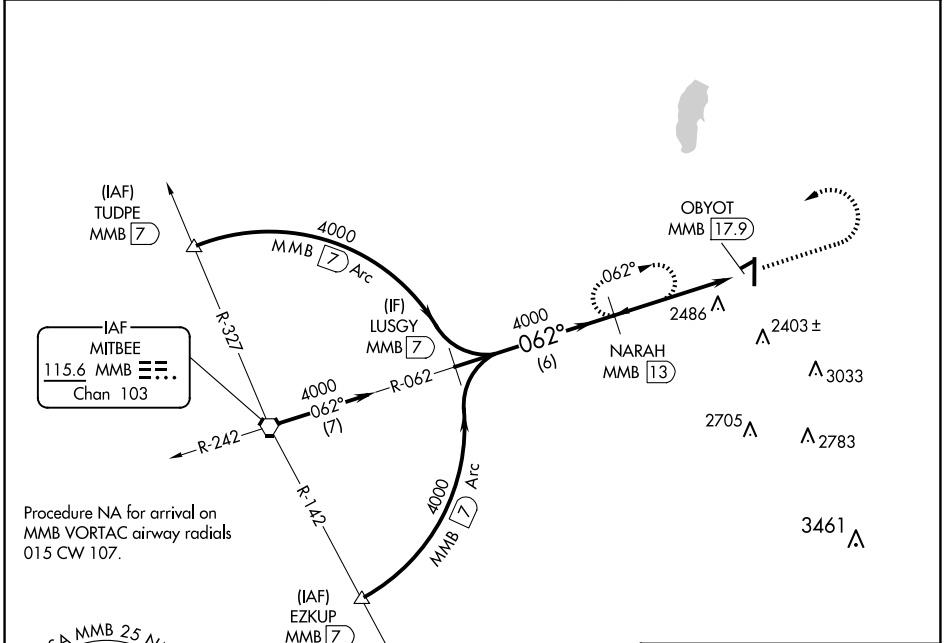 (IAF)
TUDPE
MMB 7
4000
MMB 7 Arc
R-327
OBYOT
MMB 17.9
062°
2486
2403 ±
3033
2705
2783
3461
(IF)
LUSGY
MMB 7
4000
062°
(6)
NARAH
MMB 13
IAF
MITBEE
115.6 MMB
Chan 103
4000
062°
(7)
R-062
R-242
R-142
4000
MMB 7 Arc
Procedure NA for arrival on
MMB VORTAC airway radials
015 CW 107.
(IAF)
EZKUP
MMB 7
MMB 25